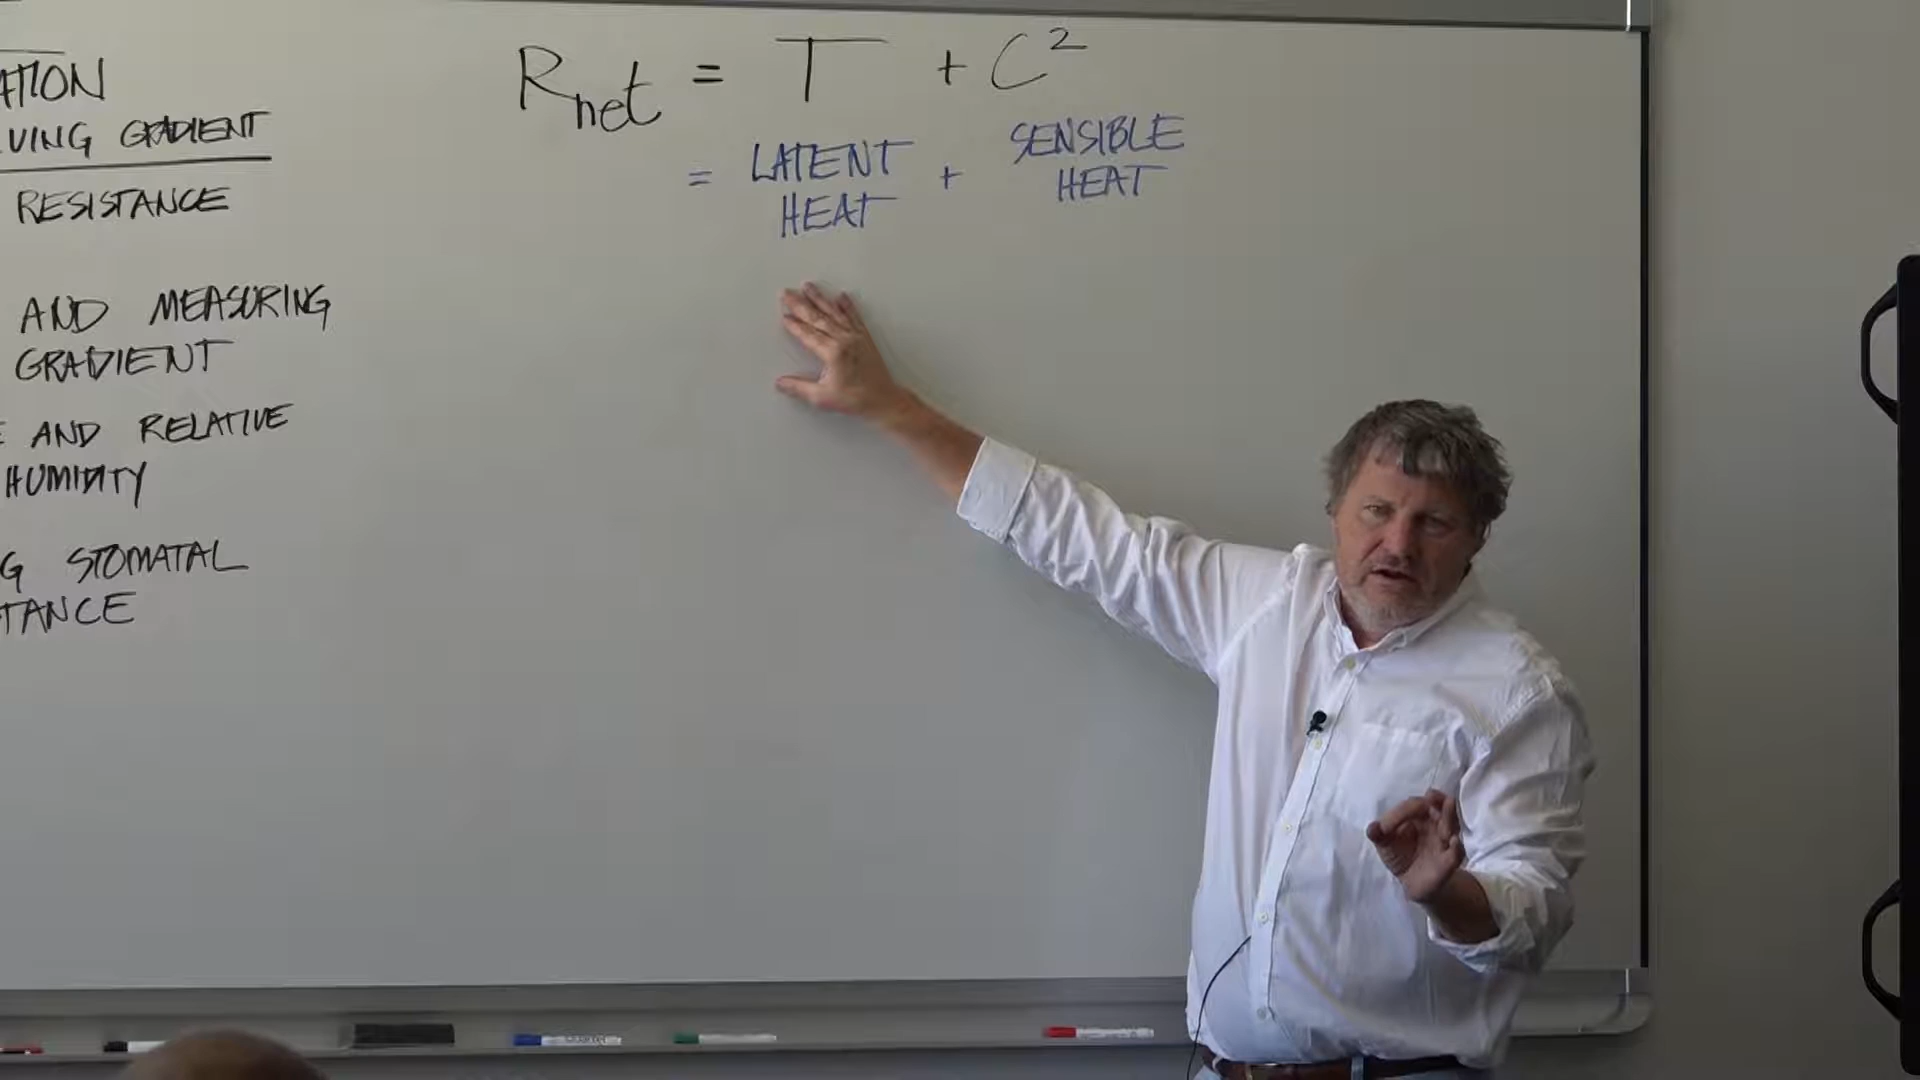 ATION
VING GRADIENT
RESISTANCE
AND MEASURING
GRADIENT
E AND RELATIVE
HUMIDITY
G STOMATAL
TANCE
Rnet = T + C²
= LATENT HEAT + SENSIBLE HEAT